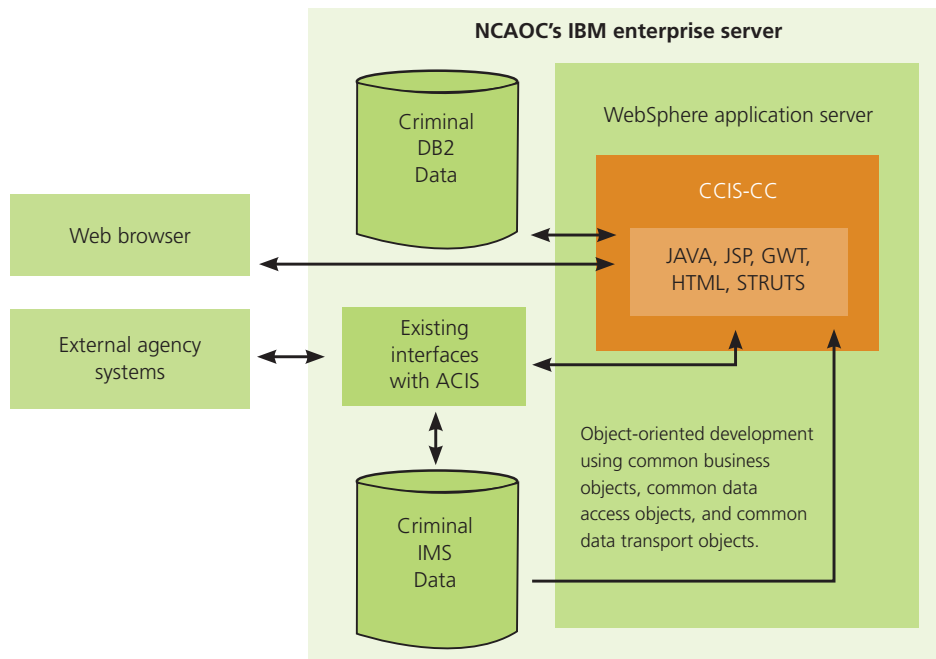 NCAOC's IBM enterprise server
Criminal
DB2
Data
WebSphere application server
CCIS-CC
JAVA, JSP, GWT,
HTML, STRUTS
Web browser
External agency
systems
Existing
interfaces
with ACIS
Object-oriented development
using common business
objects, common data
access objects, and common
data transport objects.
Criminal
IMS
Data